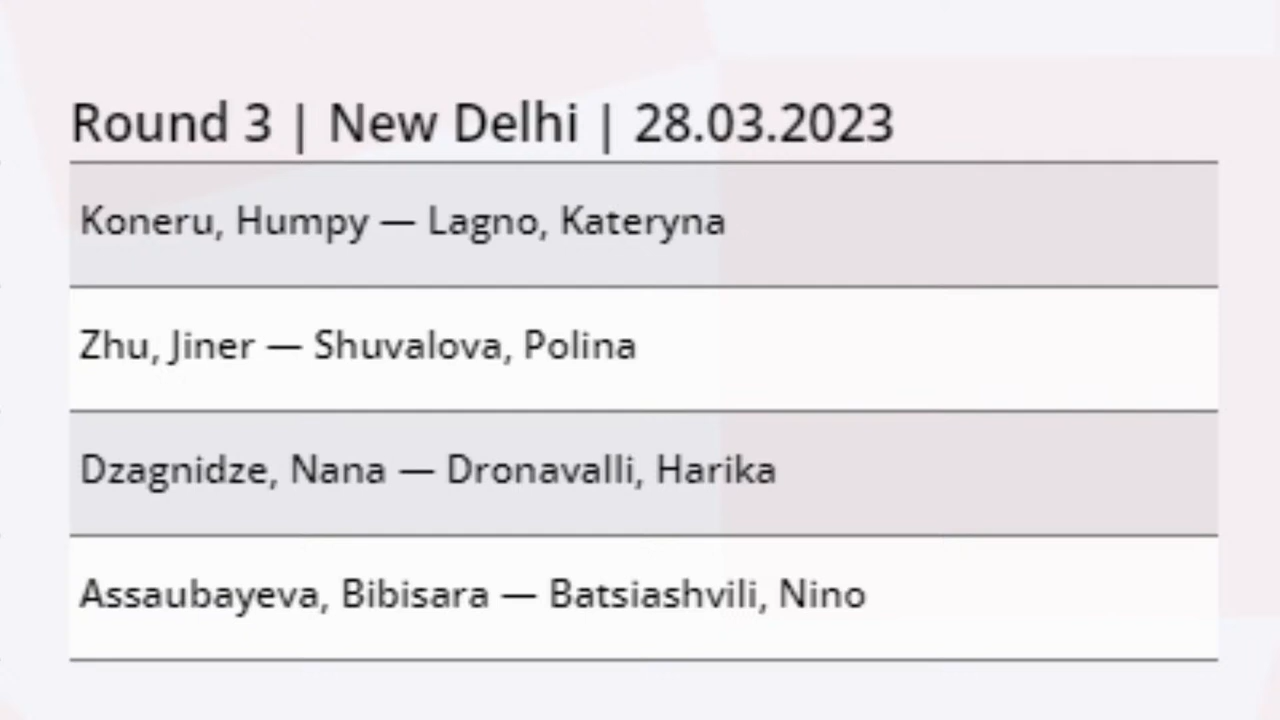 Round 3 | New Delhi | 28.03.2023
Koneru, Humpy — Lagno, Kateryna
Zhu, Jiner — Shuvalova, Polina
Dzagnidze, Nana — Dronavalli, Harika
Assaubayeva, Bibisara — Batsiashvili, Nino